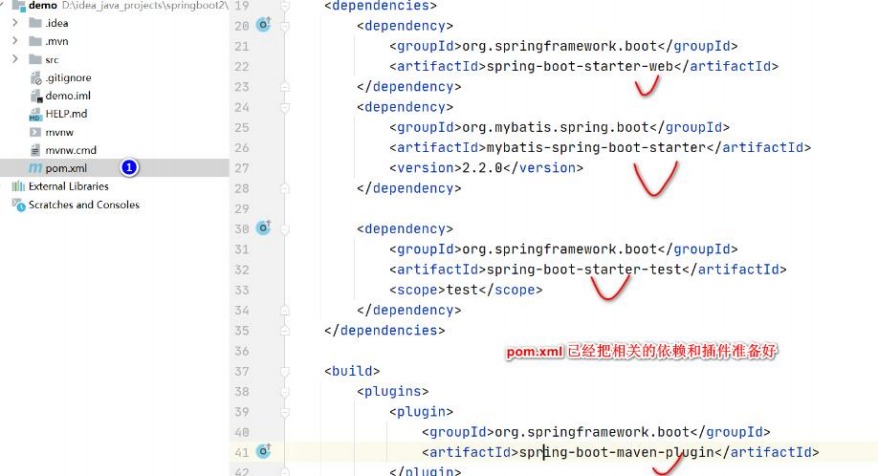 demo D:\idea_java_projects\springboot2\
.idea
.mvn
src
.gitignore
demo.iml
HELP.md
mvnw
mvnw.cmd
pom.xml 1
External Libraries
Scratches and Consoles
19 <dependencies>
20 <dependency>
21 <groupId>org.springframework.boot</groupId>
22 <artifactId>spring-boot-starter-web</artifactId>
23 </dependency>
24 <dependency>
25 <groupId>org.mybatis.spring.boot</groupId>
26 <artifactId>mybatis-spring-boot-starter</artifactId>
27 <version>2.2.0</version>
28 </dependency>
29
30 <dependency>
31 <groupId>org.springframework.boot</groupId>
32 <artifactId>spring-boot-starter-test</artifactId>
33 <scope>test</scope>
34 </dependency>
35 </dependencies>
36
pom.xml 已经把相关的依赖和插件准备好
37 <build>
38 <plugins>
39 <plugin>
40 <groupId>org.springframework.boot</groupId>
41 <artifactId>spring-boot-maven-plugin</artifactId>
42 </plugin>